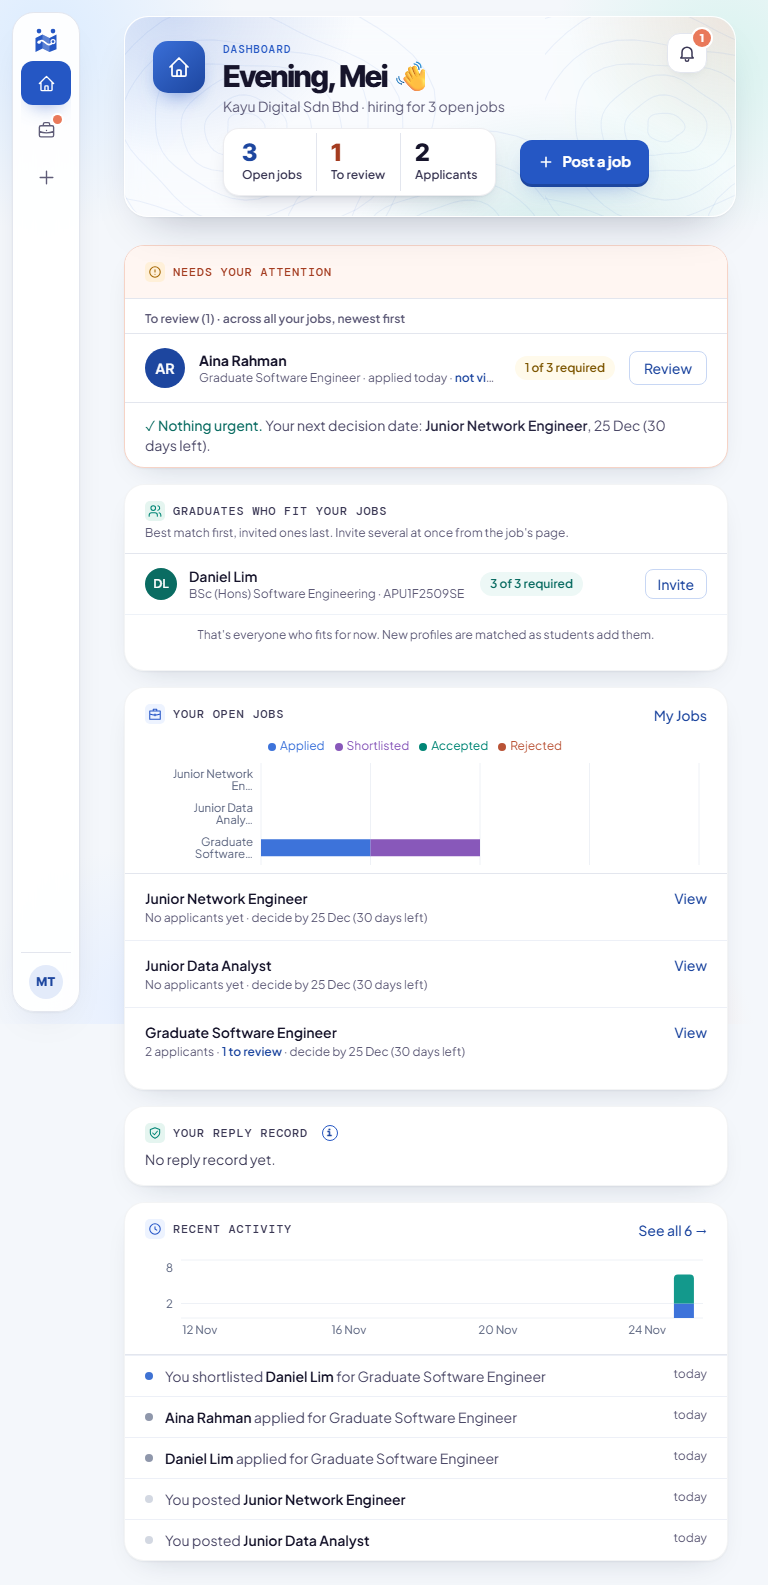 DASHBOARD
Evening, Mei 👋
1
Kayu Digital Sdn Bhd · hiring for 3 open jobs
3 1 2
Open jobs To review Applicants
+ Post a job
NEEDS YOUR ATTENTION
To review (1) · across all your jobs, newest first
AR
Aina Rahman
Graduate Software Engineer · applied today · not vi...
1 of 3 required
Review
✓ Nothing urgent. Your next decision date: Junior Network Engineer, 25 Dec (30
days left).
GRADUATES WHO FIT YOUR JOBS
Best match first, invited ones last. Invite several at once from the job's page.
DL
Daniel Lim
BSc (Hons) Software Engineering · APU1F2509SE
3 of 3 required
Invite
That's everyone who fits for now. New profiles are matched as students add them.
YOUR OPEN JOBS
My Jobs
Applied Shortlisted Accepted Rejected
Junior Network
En...
Junior Data
Analy...
Graduate
Software...
Junior Network Engineer
View
No applicants yet · decide by 25 Dec (30 days left)
Junior Data Analyst
View
No applicants yet · decide by 25 Dec (30 days left)
Graduate Software Engineer
View
2 applicants · 1 to review · decide by 25 Dec (30 days left)
MT
YOUR REPLY RECORD i
No reply record yet.
RECENT ACTIVITY
See all 6 →
8
2
12 Nov 16 Nov 20 Nov 24 Nov
You shortlisted Daniel Lim for Graduate Software Engineer today
Aina Rahman applied for Graduate Software Engineer today
Daniel Lim applied for Graduate Software Engineer today
You posted Junior Network Engineer today
You posted Junior Data Analyst today